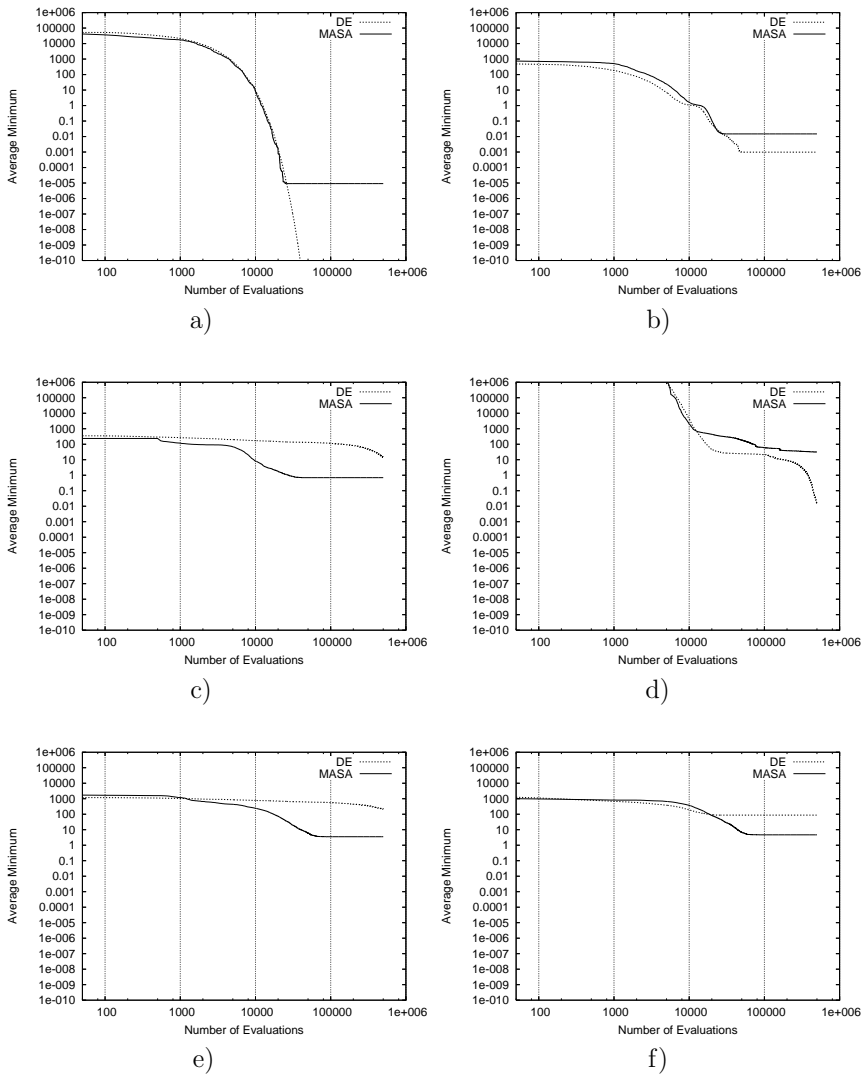 1e+006
100000
10000
1000
100
10
1
0.1
0.01
0.001
0.0001
1e-005
1e-006
1e-007
1e-008
1e-009
1e-010
Average Minimum
DE
MASA
100 1000 10000 100000 1e+006
Number of Evaluations
a)
1e+006
100000
10000
1000
100
10
1
0.1
0.01
0.001
0.0001
1e-005
1e-006
1e-007
1e-008
1e-009
1e-010
Average Minimum
DE
MASA
100 1000 10000 100000 1e+006
Number of Evaluations
b)
1e+006
100000
10000
1000
100
10
1
0.1
0.01
0.001
0.0001
1e-005
1e-006
1e-007
1e-008
1e-009
1e-010
Average Minimum
DE
MASA
100 1000 10000 100000 1e+006
Number of Evaluations
c)
1e+006
100000
10000
1000
100
10
1
0.1
0.01
0.001
0.0001
1e-005
1e-006
1e-007
1e-008
1e-009
1e-010
Average Minimum
DE
MASA
100 1000 10000 100000 1e+006
Number of Evaluations
d)
1e+006
100000
10000
1000
100
10
1
0.1
0.01
0.001
0.0001
1e-005
1e-006
1e-007
1e-008
1e-009
1e-010
Average Minimum
DE
MASA
100 1000 10000 100000 1e+006
Number of Evaluations
e)
1e+006
100000
10000
1000
100
10
1
0.1
0.01
0.001
0.0001
1e-005
1e-006
1e-007
1e-008
1e-009
1e-010
Average Minimum
DE
MASA
100 1000 10000 100000 1e+006
Number of Evaluations
f)